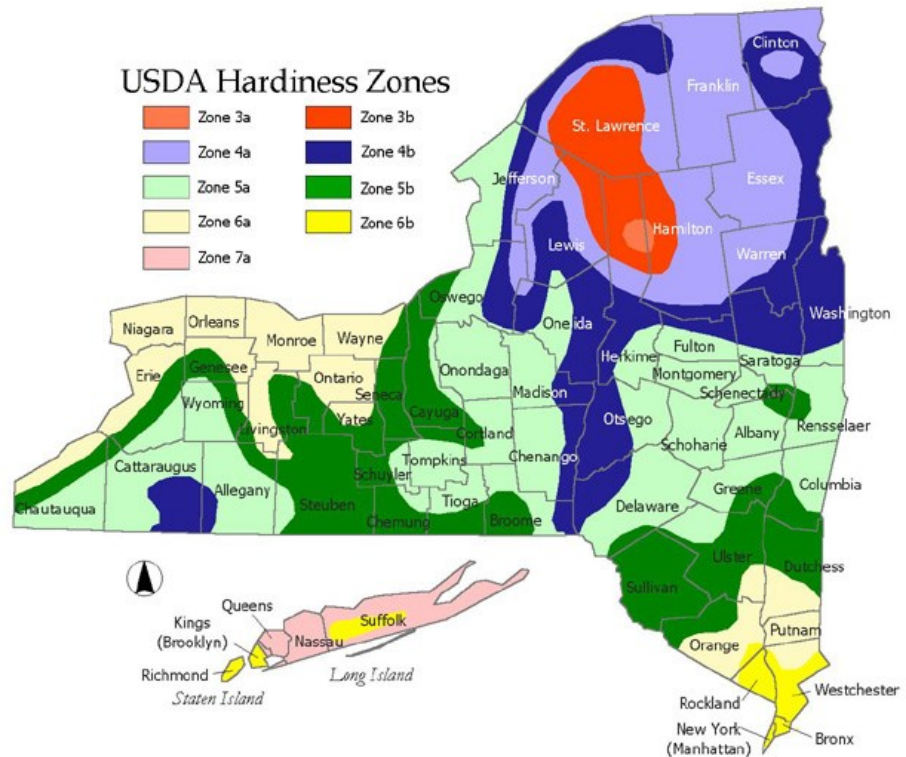 USDA Hardiness Zones
Zone 3a
Zone 3b
Zone 4a
Zone 4b
Zone 5a
Zone 5b
Zone 6a
Zone 6b
Zone 7a
Clinton
Franklin
St. Lawrence
Jefferson
Essex
Lewis
Hamilton
Warren
Oswego
Washington
Oneida
Niagara
Orleans
Monroe
Wayne
Herkimer
Fulton
Saratoga
Erie
Genesee
Ontario
Onondaga
Madison
Montgomery
Seneca
Schenectady
Wyoming
Livingston
Yates
Cayuga
Otsego
Rensselaer
Cortland
Schoharie
Albany
Cattaraugus
Tompkins
Chenango
Schuyler
Allegany
Greene
Columbia
Chautauqua
Steuben
Tioga
Delaware
Chemung
Broome
Ulster
Dutchess
Sullivan
Queens
Kings
(Brooklyn)
Suffolk
Nassau
Putnam
Orange
Richmond
Long Island
Staten Island
Rockland
Westchester
New York
(Manhattan)
Bronx